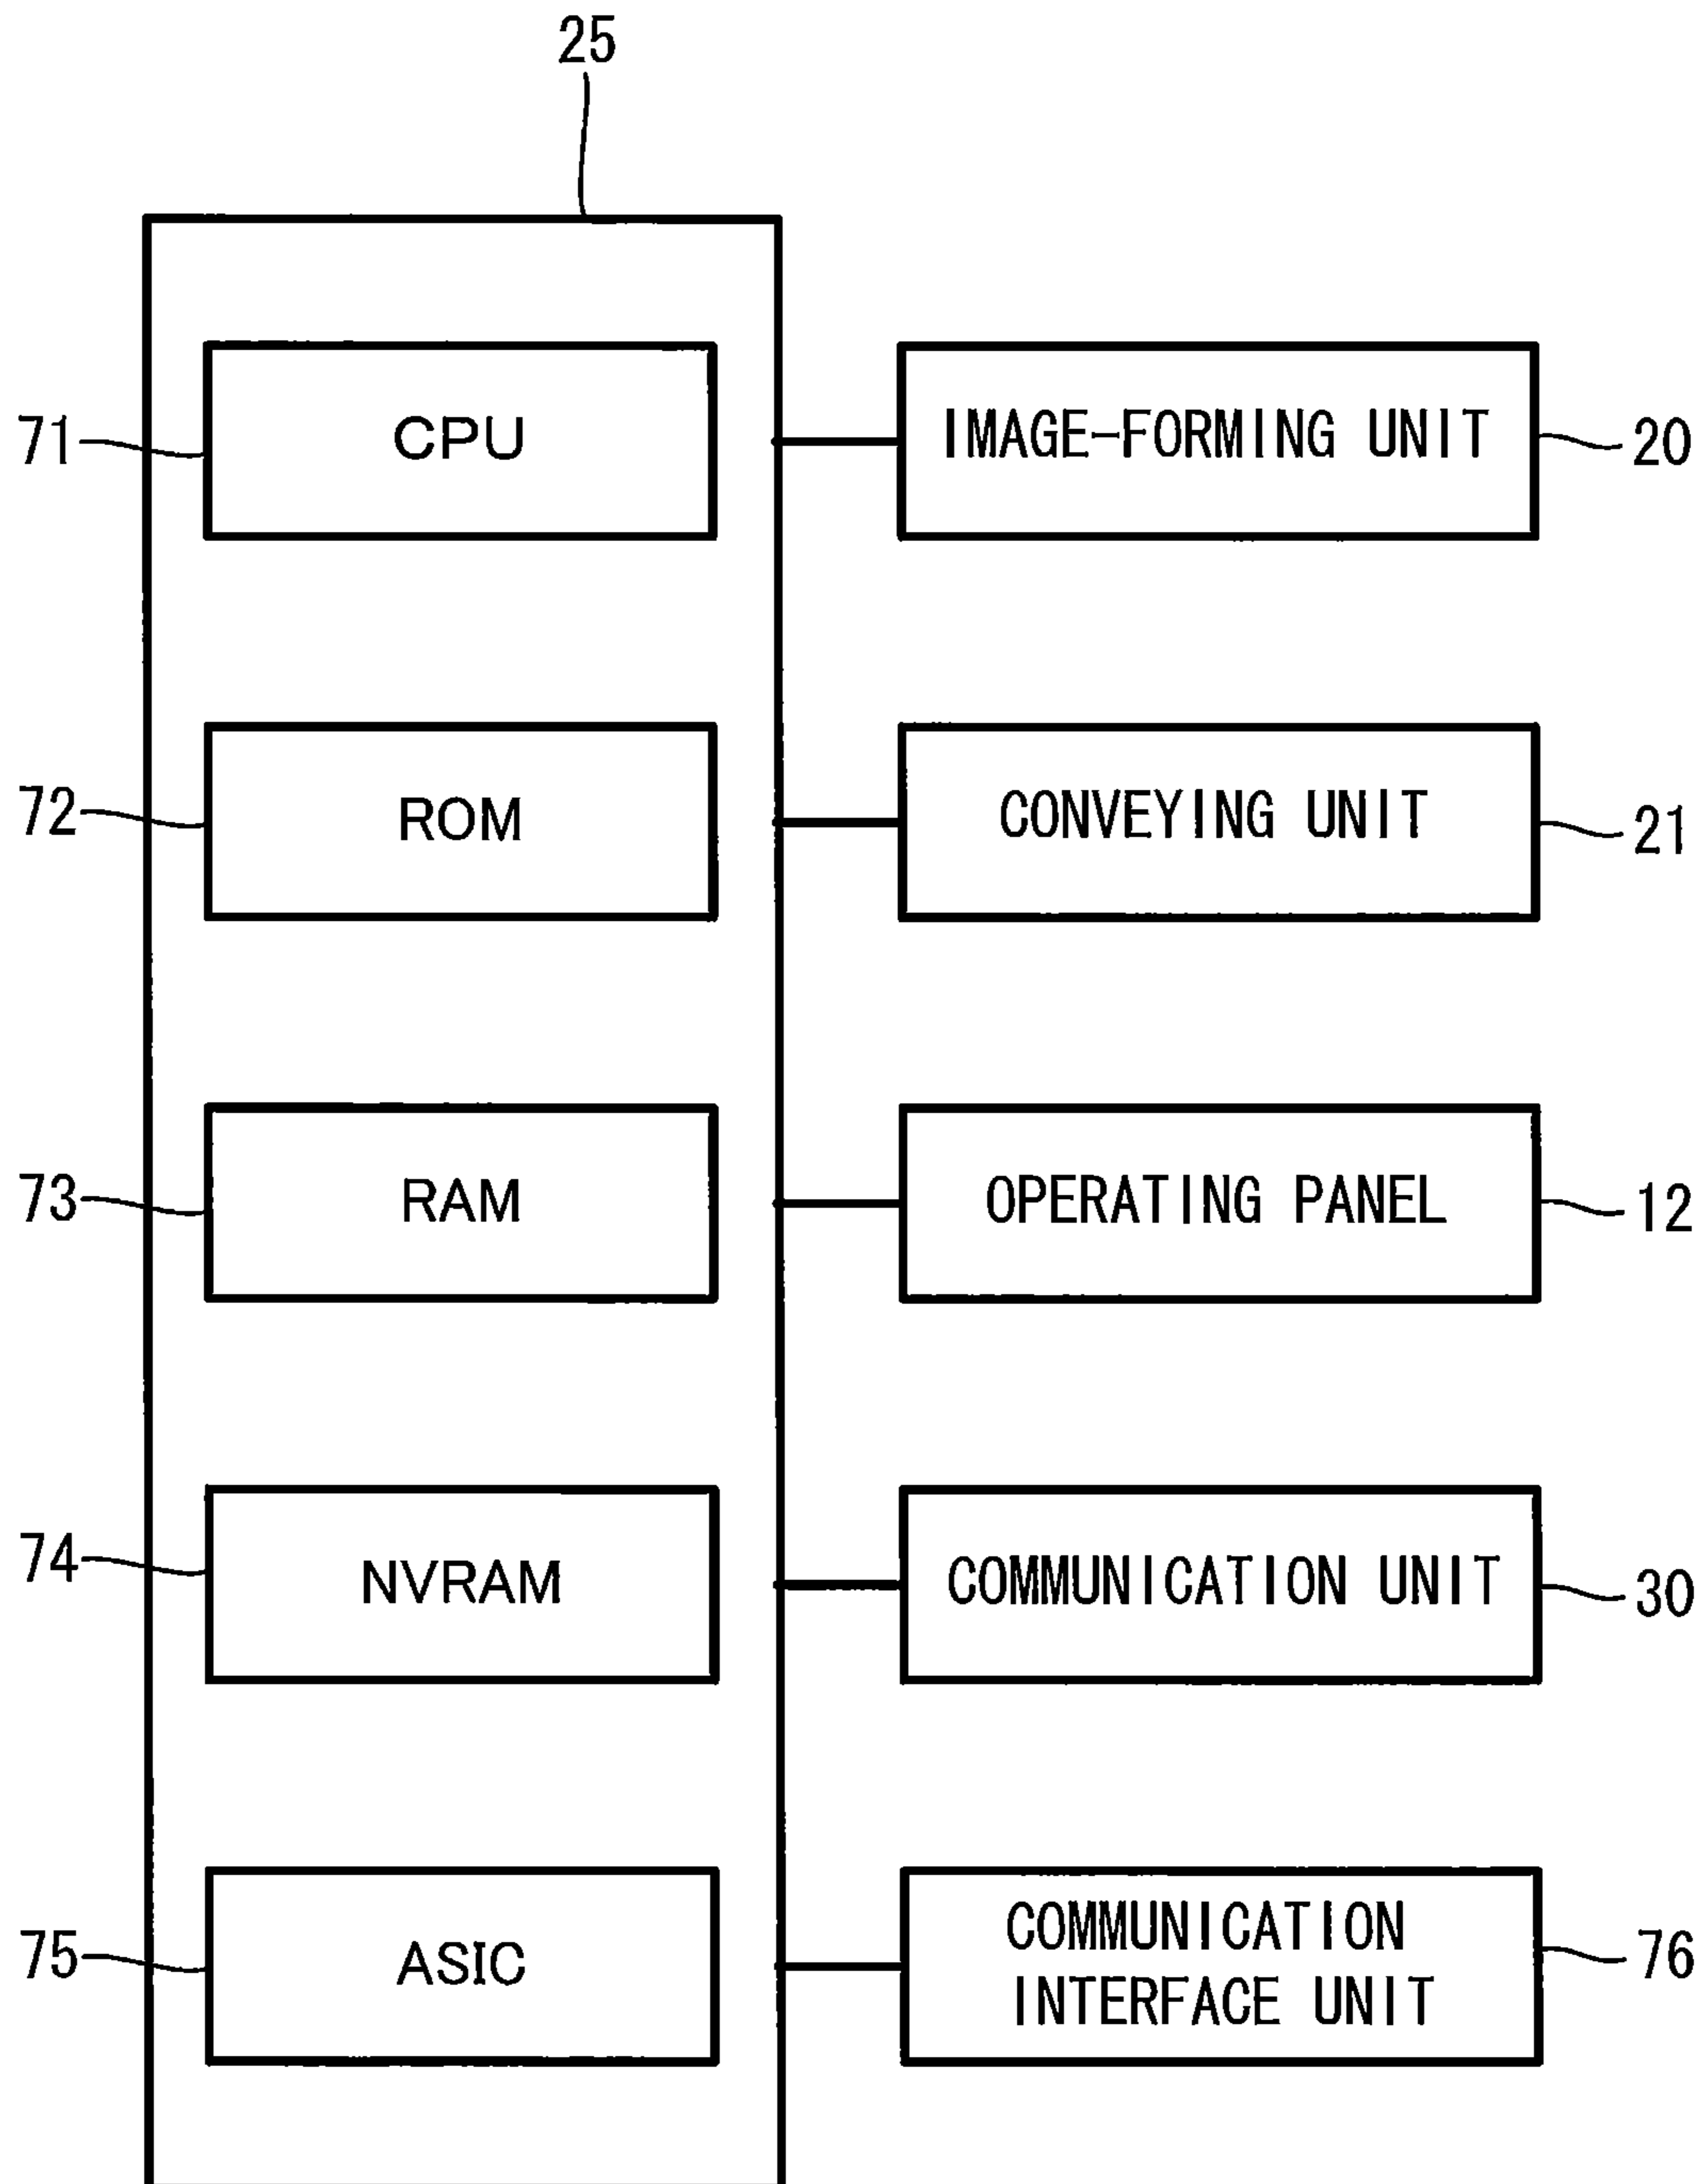 25
71
CPU
IMAGE-FORMING UNIT
20
72
ROM
CONVEYING UNIT
21
73
RAM
OPERATING PANEL
12
74
NVRAM
COMMUNICATION UNIT
30
75
ASIC
COMMUNICATION
INTERFACE UNIT
76